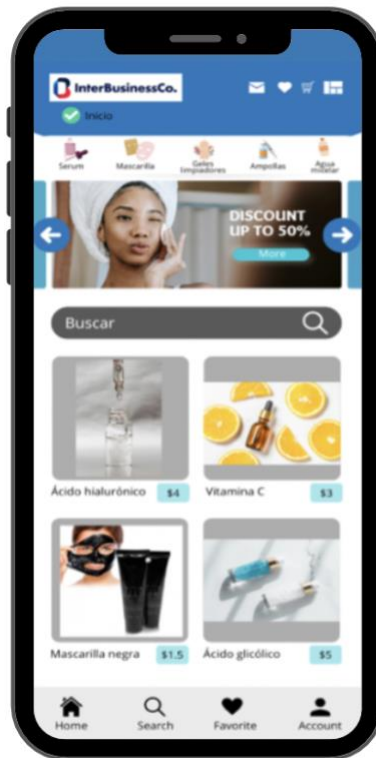 InterBusinessCo.
Inicio
Serum
Mascarilla
Geles
limpiadores
Ampollas
Agua
micelar
DISCOUNT
UP TO 50%
More
Buscar
Ácido hialurónico
$4
Vitamina C
$3
Mascarilla negra
$1.5
Ácido glicólico
$5
Home
Search
Favorite
Account